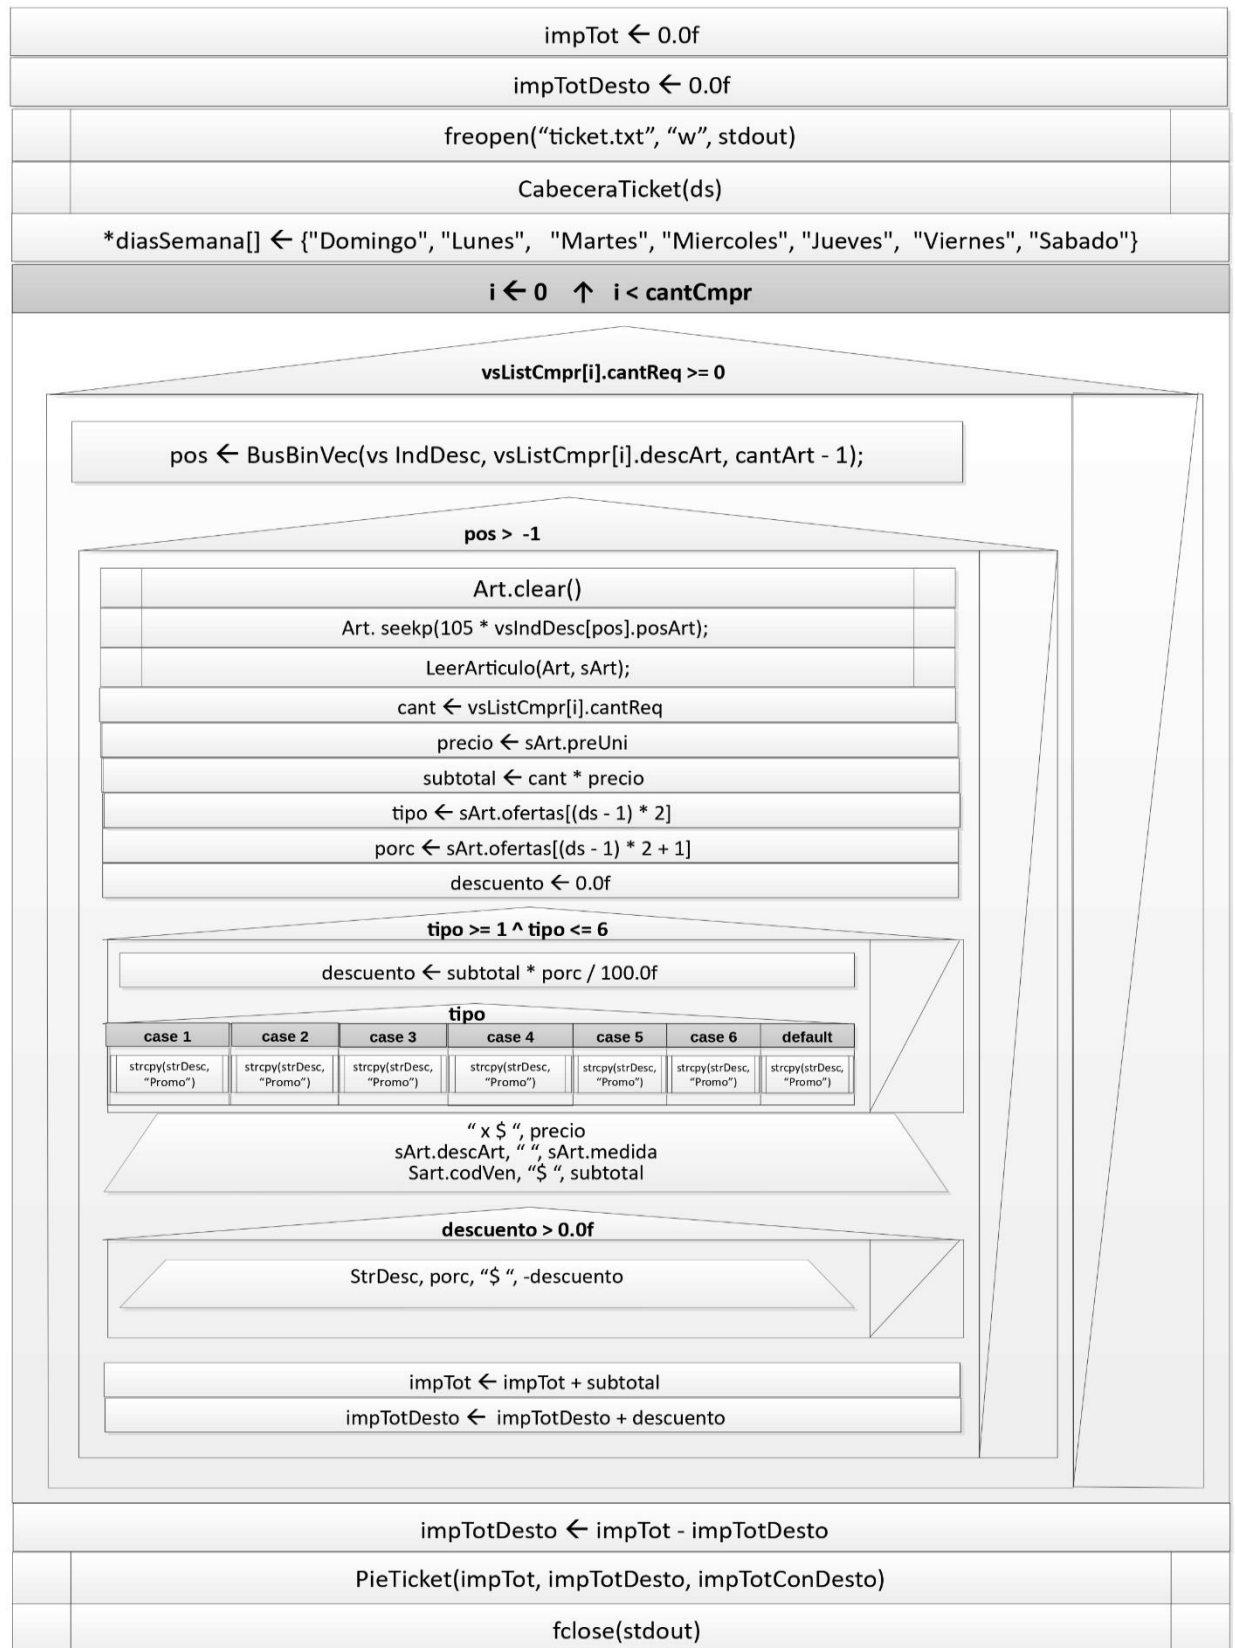 impTot ← 0.0f
impTotDesto ← 0.0f
freopen(“ticket.txt”, “w”, stdout)
CabeceraTicket(ds)
*diasSemana[] ← {"Domingo", "Lunes", "Martes", "Miercoles", "Jueves", "Viernes", "Sabado"}
i ← 0 ↑ i < cantCmpr
vsListCmpr[i].cantReq >= 0
pos ← BusBinVec(vs IndDesc, vsListCmpr[i].descArt, cantArt - 1);
pos > -1
Art.clear()
Art. seekp(105 * vsIndDesc[pos].posArt);
LeerArticulo(Art, sArt);
cant ← vsListCmpr[i].cantReq
precio ← sArt.preUni
subtotal ← cant * precio
tipo ← sArt.ofertas[(ds - 1) * 2]
porc ← sArt.ofertas[(ds - 1) * 2 + 1]
descuento ← 0.0f
tipo >= 1 ^ tipo <= 6
descuento ← subtotal * porc / 100.0f
tipo
case 1 case 2 case 3 case 4 case 5 case 6 default
strcpy(strDesc, strcpy(strDesc, strcpy(strDesc, strcpy(strDesc, strcpy(strDesc, strcpy(strDesc, strcpy(strDesc,
“Promo”) “Promo”) “Promo”) “Promo”) “Promo”) “Promo”) “Promo”)
“ x $ “, precio
sArt.descArt, “ “, sArt.medida
Sart.codVen, “$ “, subtotal
descuento > 0.0f
StrDesc, porc, “$ “, -descuento
impTot ← impTot + subtotal
impTotDesto ← impTotDesto + descuento
impTotDesto ← impTot - impTotDesto
PieTicket(impTot, impTotDesto, impTotConDesto)
fclose(stdout)